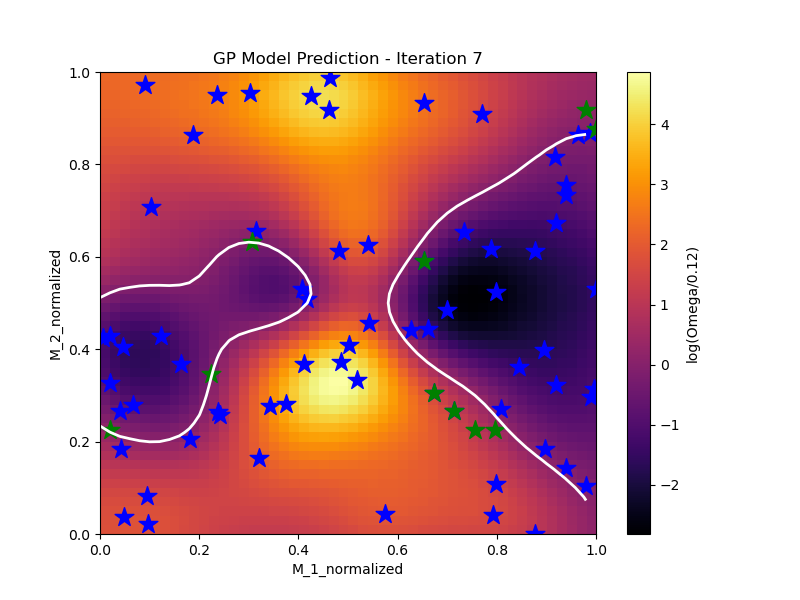 GP Model Prediction - Iteration 7
M_2_normalized
1.0
0.8
0.6
0.4
0.2
0.0
0.0 0.2 0.4 0.6 0.8 1.0
M_1_normalized
4
3
2
1
0
−1
−2
log(Omega/0.12)